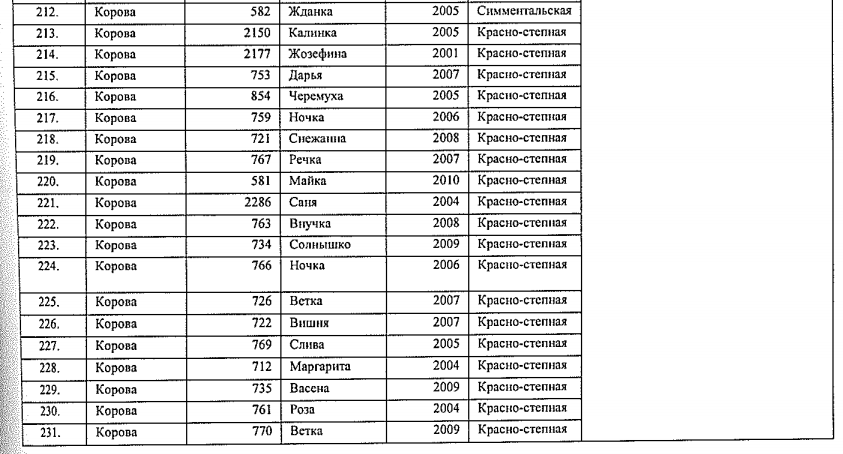 212. Корова 582 Жданка 2005 Симментальская
213. Корова 2150 Калинка 2005 Красно-степная
214. Корова 2177 Жозефина 2001 Красно-степная
215. Корова 753 Дарья 2007 Красно-степная
216. Корова 854 Черемуха 2005 Красно-степная
217. Корова 759 Ночка 2006 Красно-степная
218. Корова 721 Снежанна 2008 Красно-степная
219. Корова 767 Речка 2007 Красно-степная
220. Корова 581 Майка 2010 Красно-степная
221. Корова 2286 Саня 2004 Красно-степная
222. Корова 763 Внучка 2008 Красно-степная
223. Корова 734 Солнышко 2009 Красно-степная
224. Корова 766 Ночка 2006 Красно-степная
225. Корова 726 Ветка 2007 Красно-степная
226. Корова 722 Вишня 2007 Красно-степная
227. Корова 769 Слива 2005 Красно-степная
228. Корова 712 Маргарита 2004 Красно-степная
229. Корова 735 Васена 2009 Красно-степная
230. Корова 761 Роза 2004 Красно-степная
231. Корова 770 Ветка 2009 Красно-степная